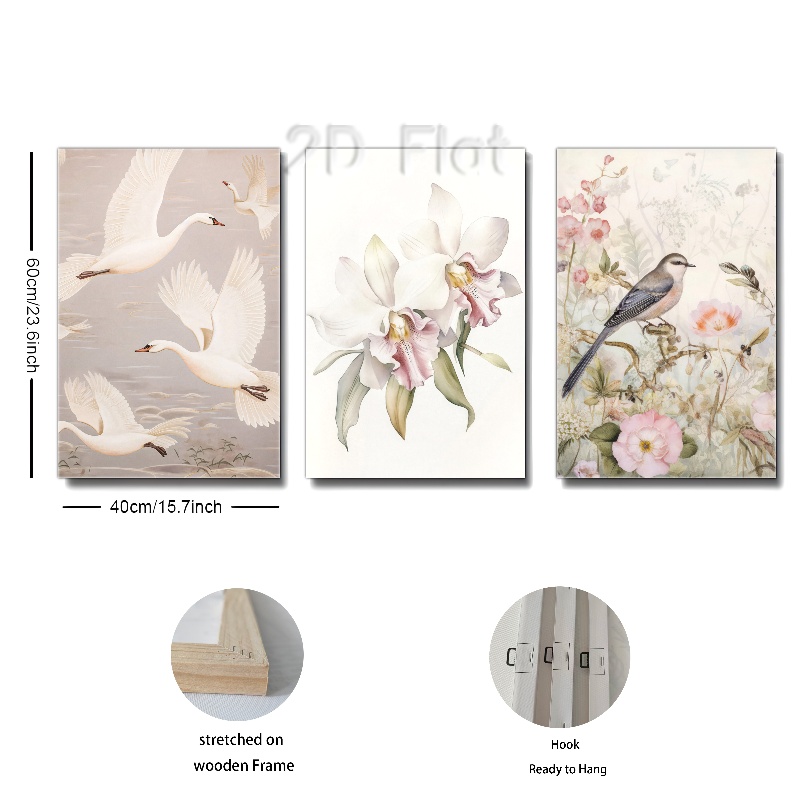 2D Flat
60cm/23.6inch
40cm/15.7inch
stretched on
wooden Frame
Hook
Ready to Hang